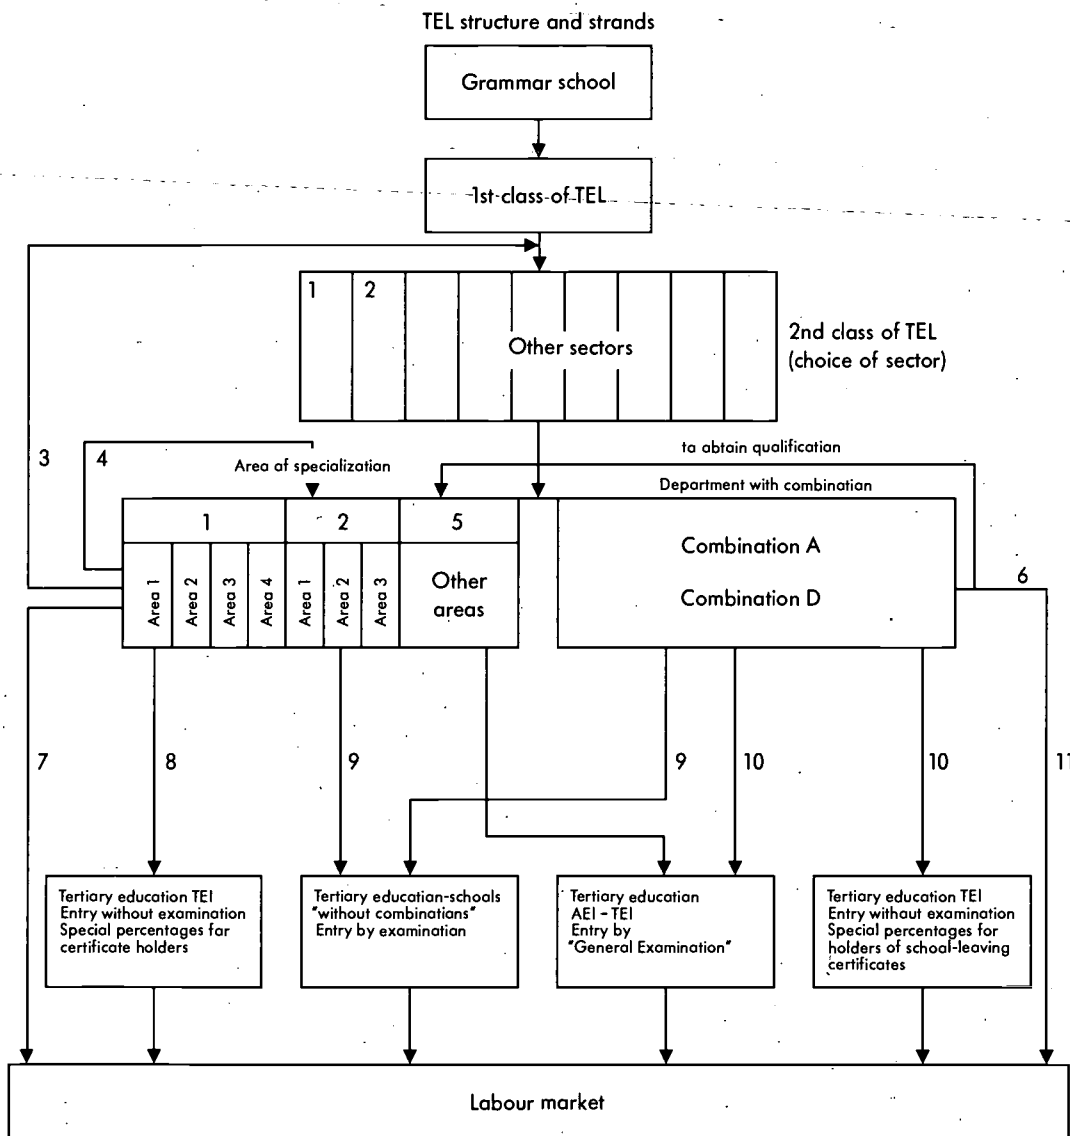 TEL structure and strands
Grammar school
1st class of TEL
1
2
Other sectors
2nd class of TEL
(choice of sector)
3
4
Area of specialization
ta abtain qualification
Department with combination
1
2
5
Area 1
Area 2
Area 3
Area 4
Area 1
Area 2
Area 3
Other
areas
Combination A
Combination D
6
7
8
9
9
10
10
11
Tertiary education TEI
Entry without examination
Special percentages far
certificate holders
Tertiary education-schools
"without combinations"
Entry by examination
Tertiary education
AEI - TEI
Entry by
"General Examination"
Tertiary education TEI
Entry without examination
Special percentages for
holders of schaal-leaving
certificates
Labour market